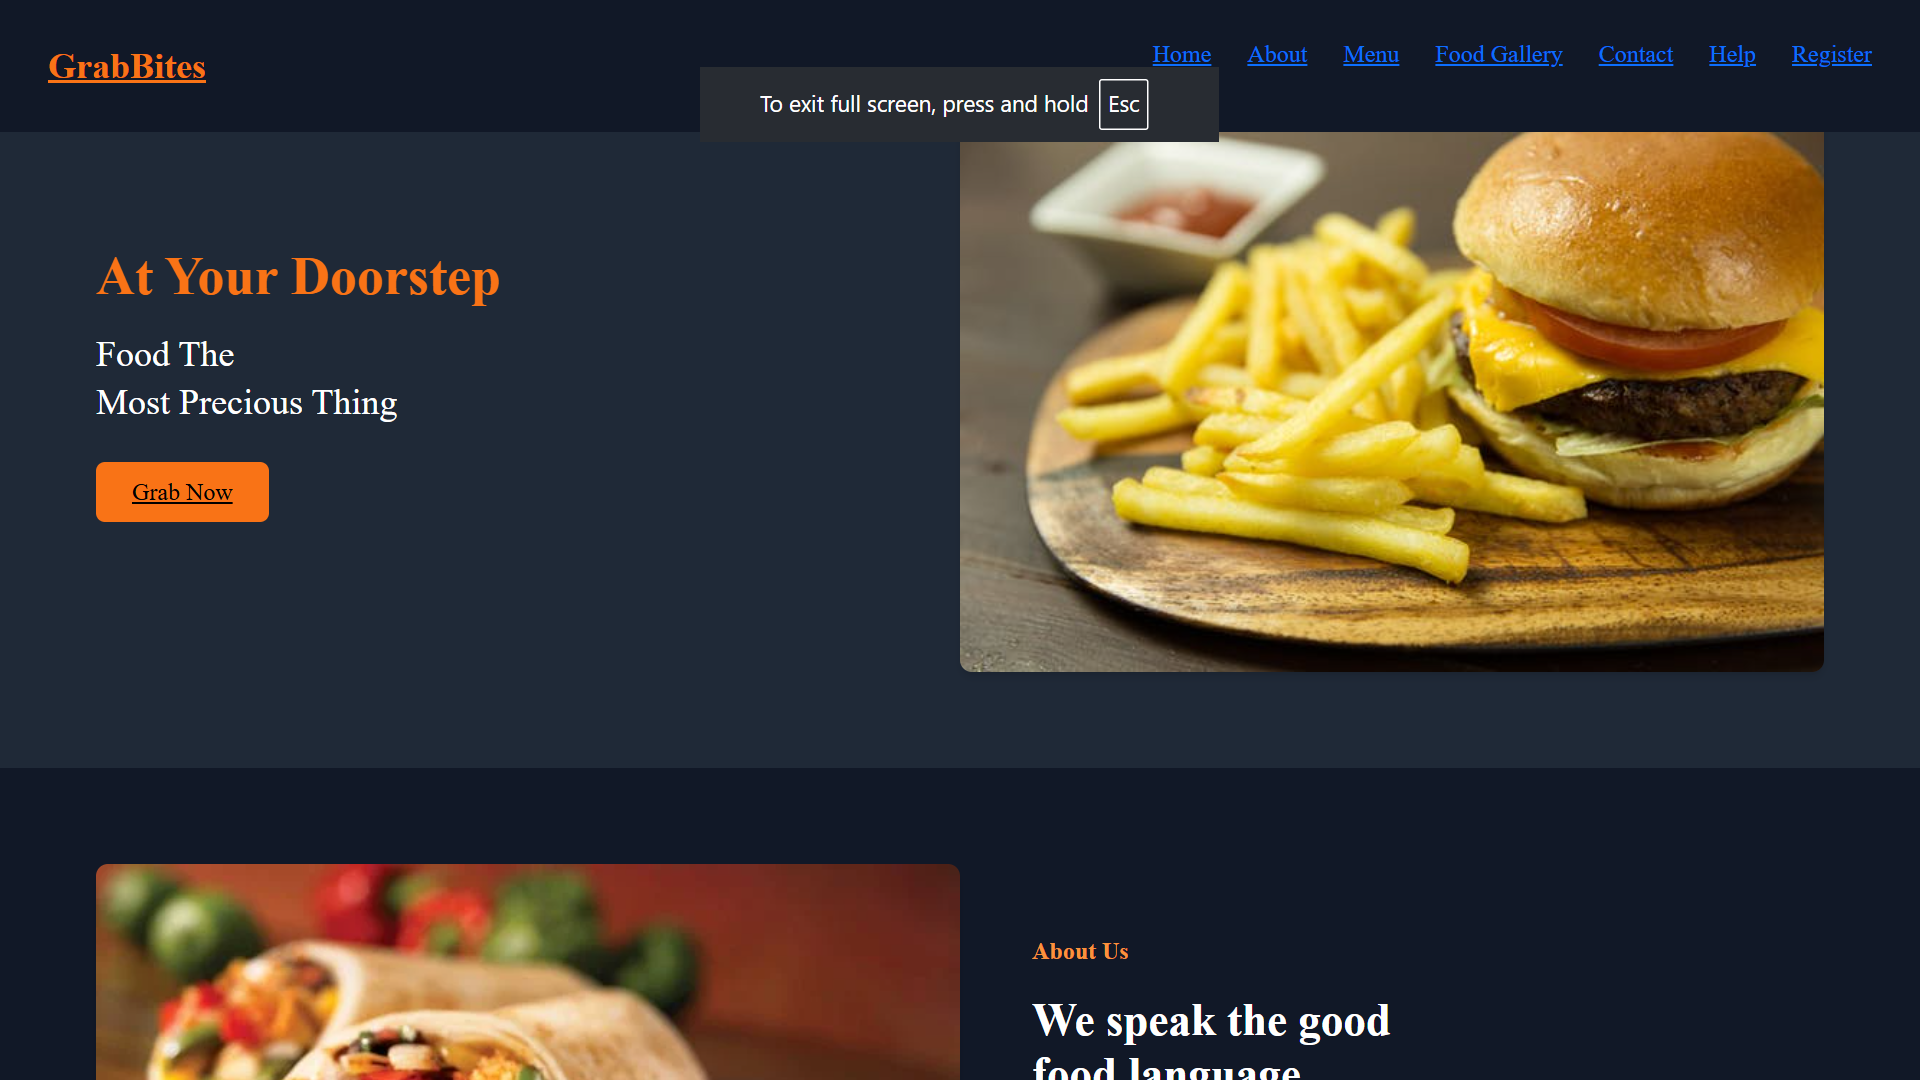 GrabBites
Home About Menu Food Gallery Contact Help Register
To exit full screen, press and hold Esc
At Your Doorstep
Food The
Most Precious Thing
Grab Now
About Us
We speak the good
food language